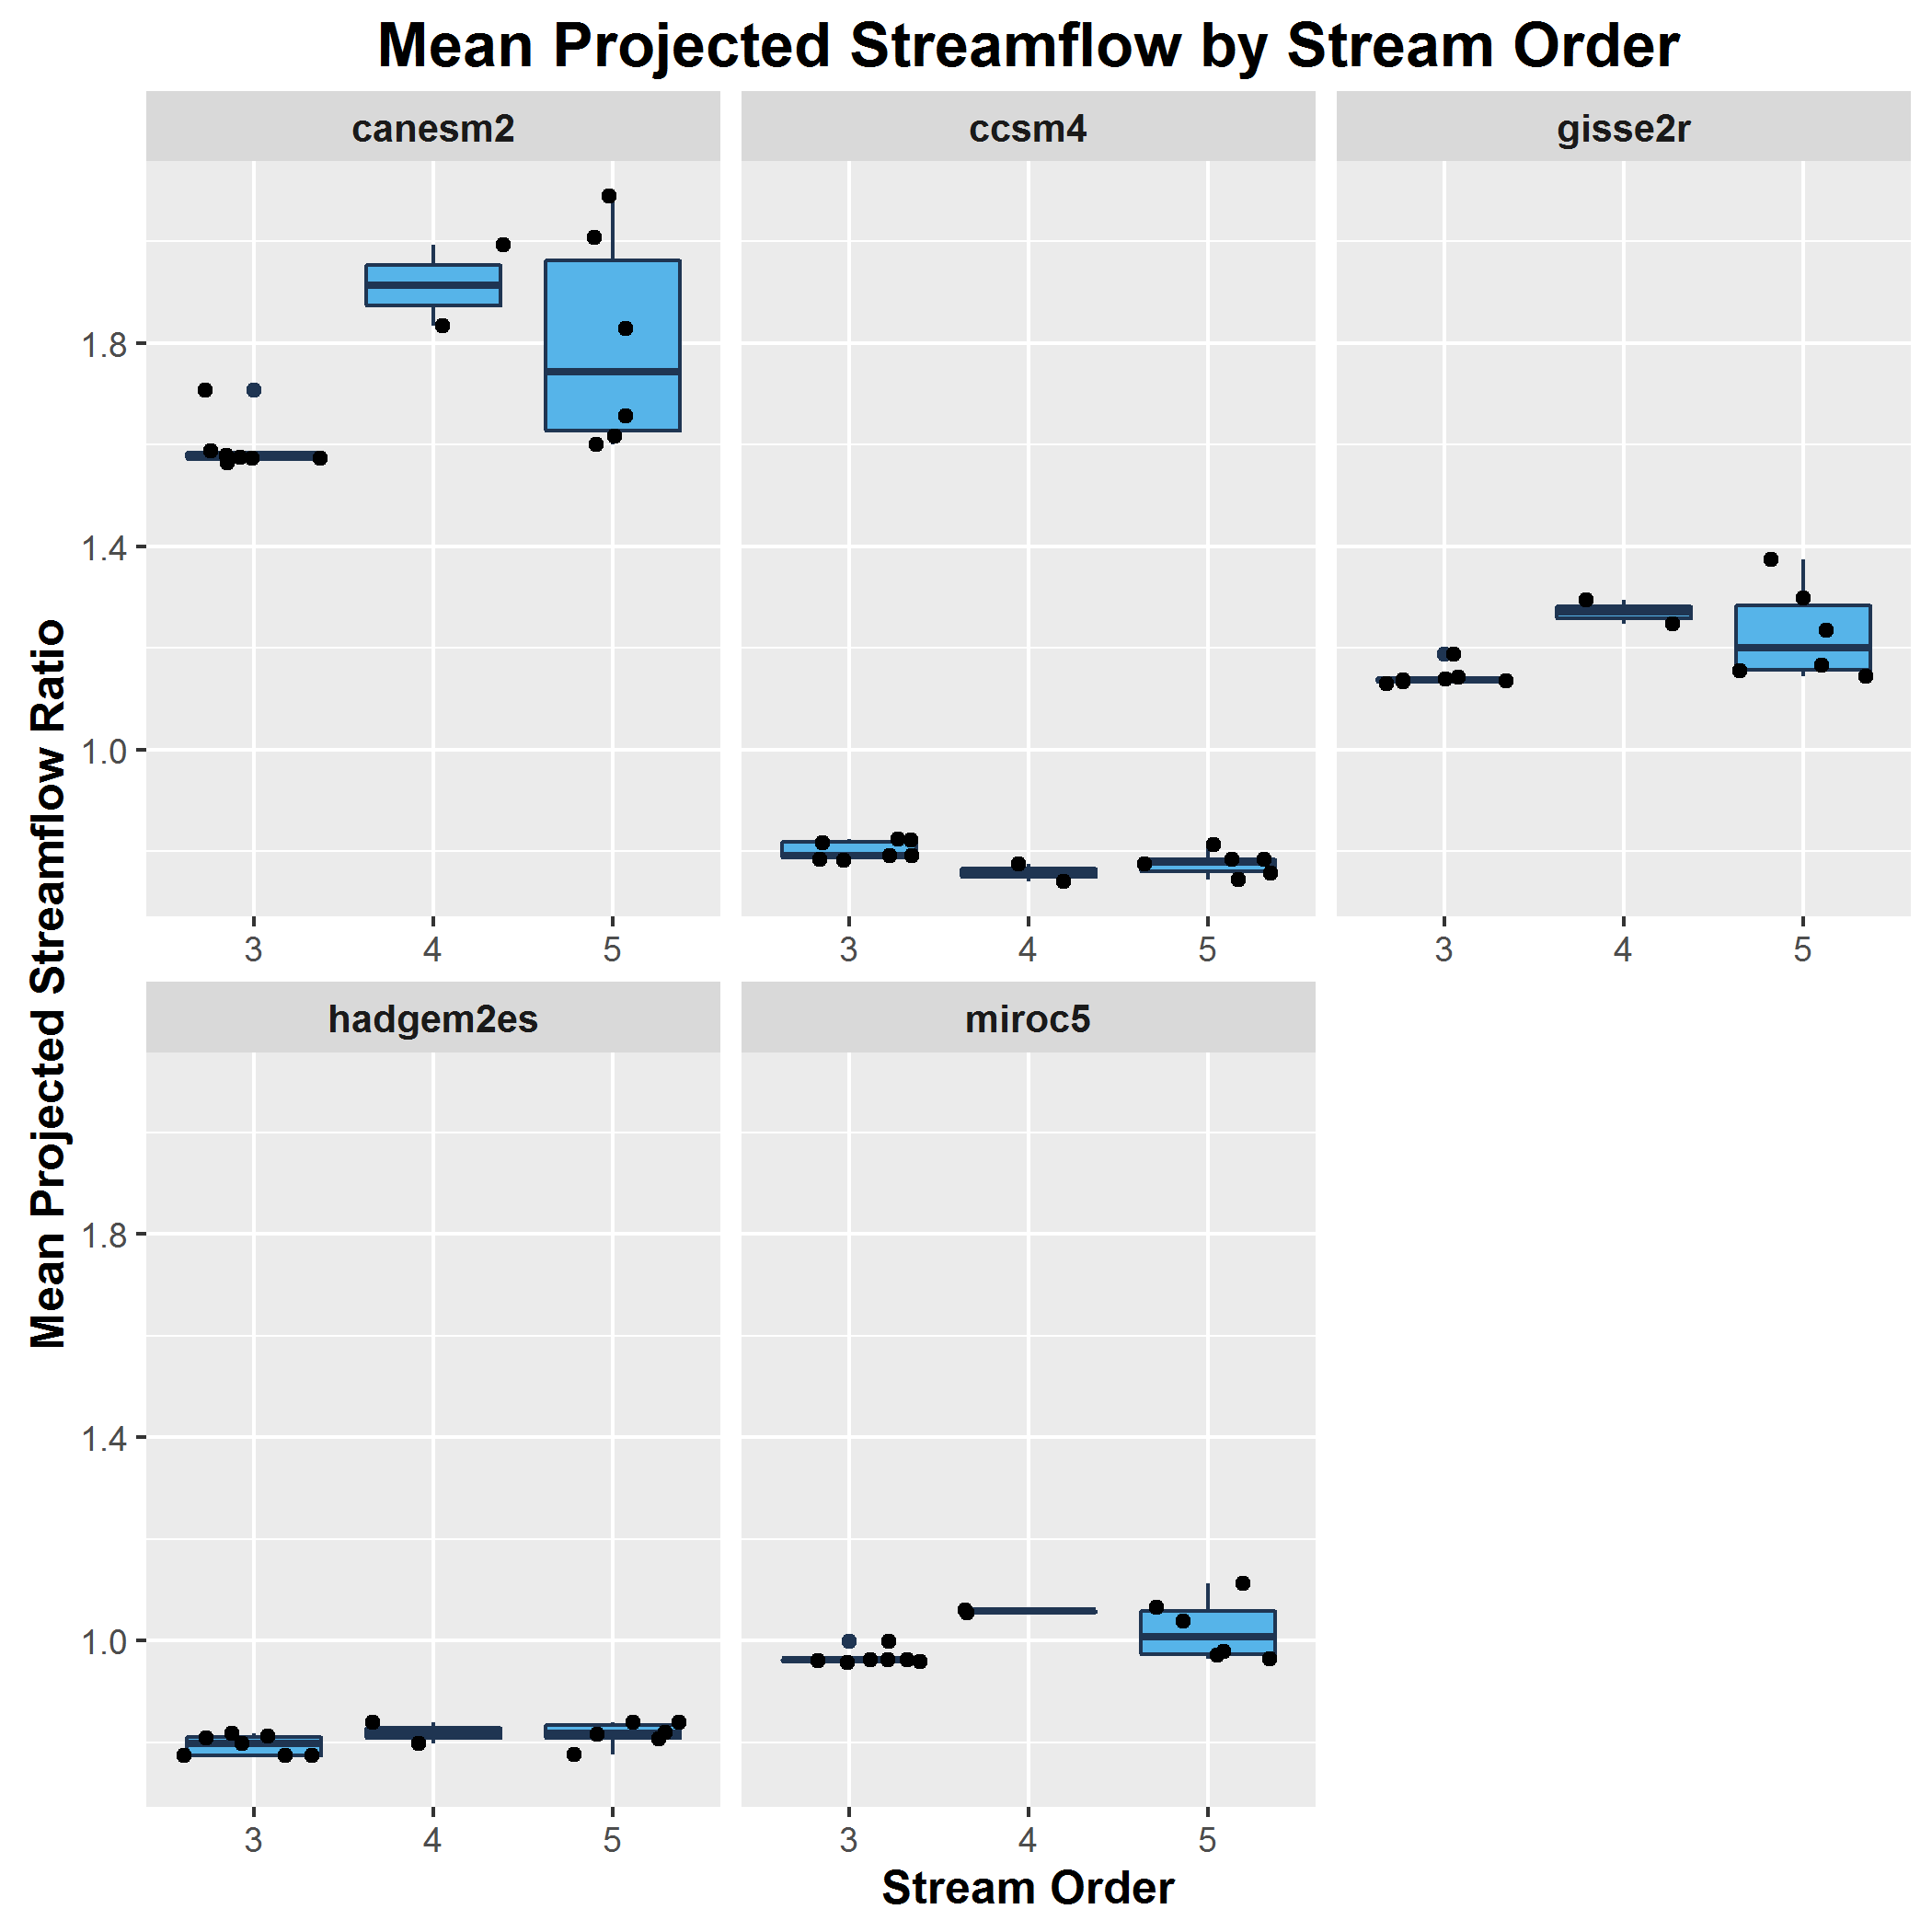 Mean Projected Streamflow by Stream Order
canesm2
ccsm4
gisse2r
1.8
1.4
1.0
3 4 5
3 4 5
3 4 5
Mean Projected Streamflow Ratio
hadgem2es
miroc5
1.8
1.4
1.0
3 4 5
3 4 5
Stream Order